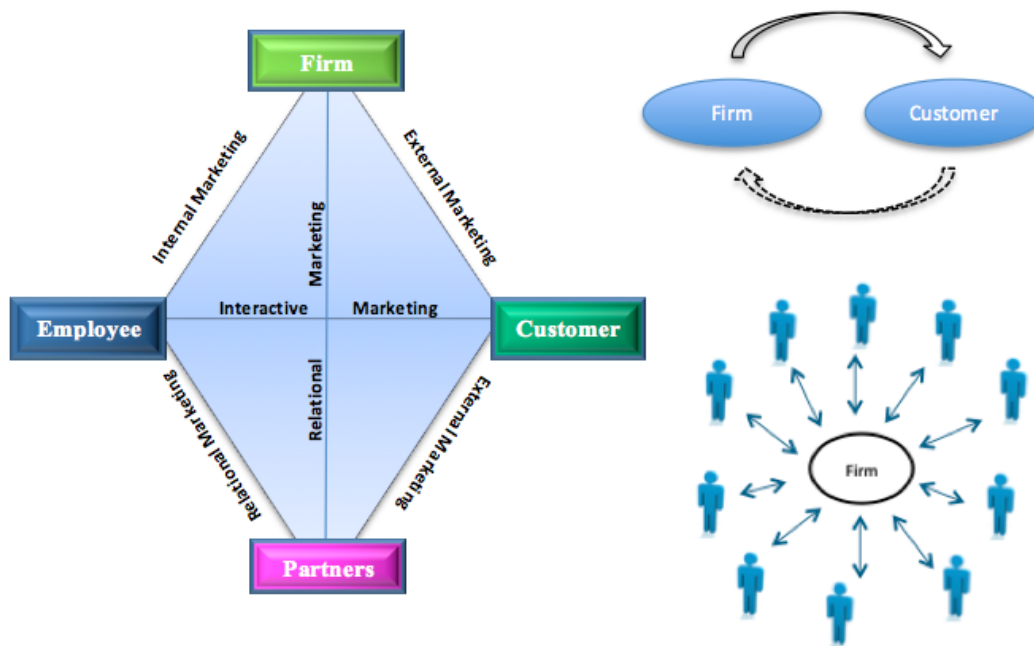 Firm
Internal Marketing
External Marketing
Marketing
Employee
Interactive
Marketing
Customer
Relational Marketing
Relational
External Marketing
Partners
Firm
Customer
Firm